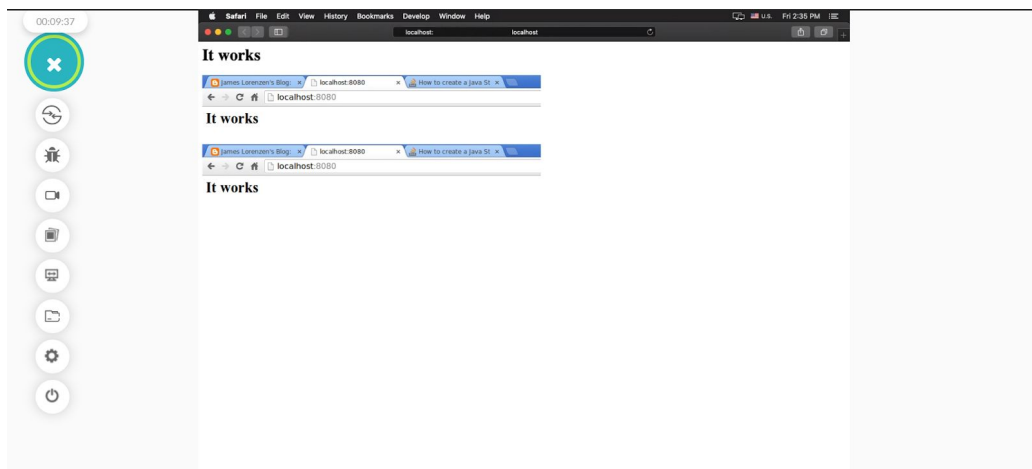 00:09:37
Safari File Edit View History Bookmarks Develop Window Help U.S. Fri 2:35 PM
localhost: localhost
It works
James Lorenzen's Blog: localhost:8080 How to create a Java St
localhost:8080
It works
James Lorenzen's Blog: localhost:8080 How to create a Java St
localhost:8080
It works